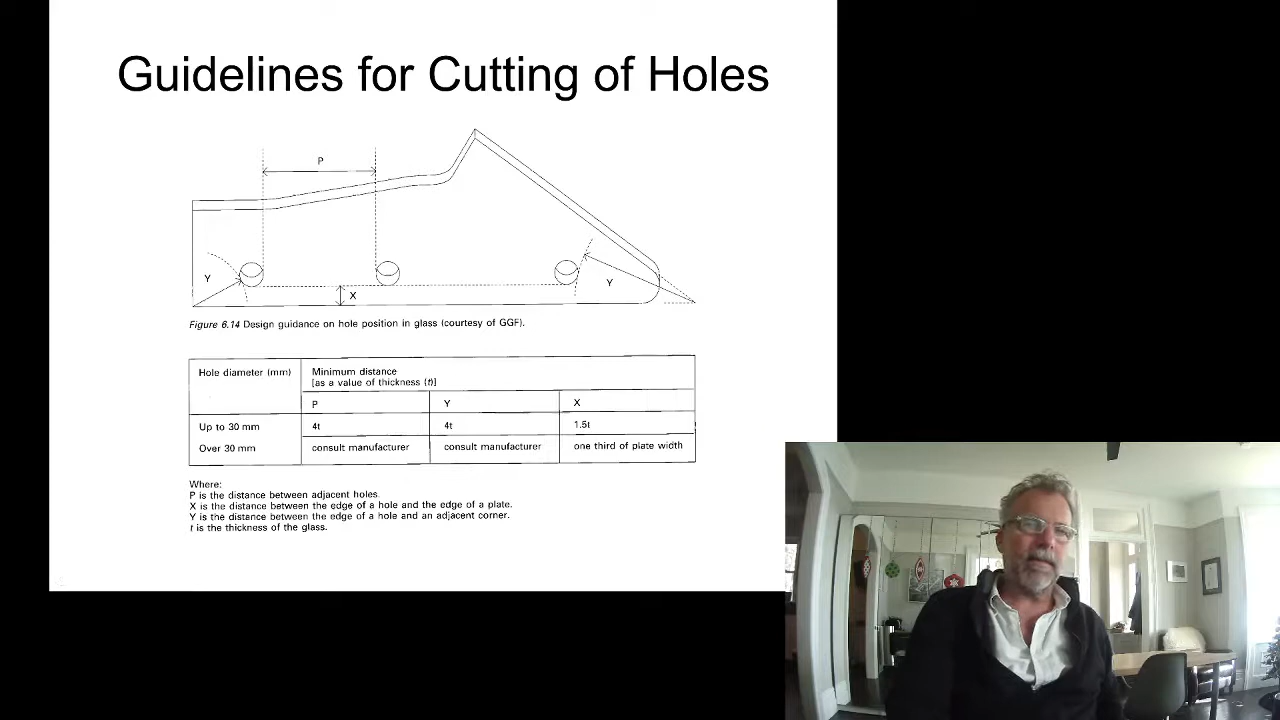 Guidelines for Cutting of Holes
P
Y
Y
X
Figure 6.14 Design guidance on hole position in glass (courtesy of GGF).
Hole diameter (mm)
Minimum distance
[as a value of thickness (t)]
P Y X
Up to 30 mm 4t 4t 1.5t
Over 30 mm consult manufacturer consult manufacturer one third of plate width
Where:
P is the distance between adjacent holes.
X is the distance between the edge of a hole and the edge of a plate.
Y is the distance between the edge of a hole and an adjacent corner.
t is the thickness of the glass.